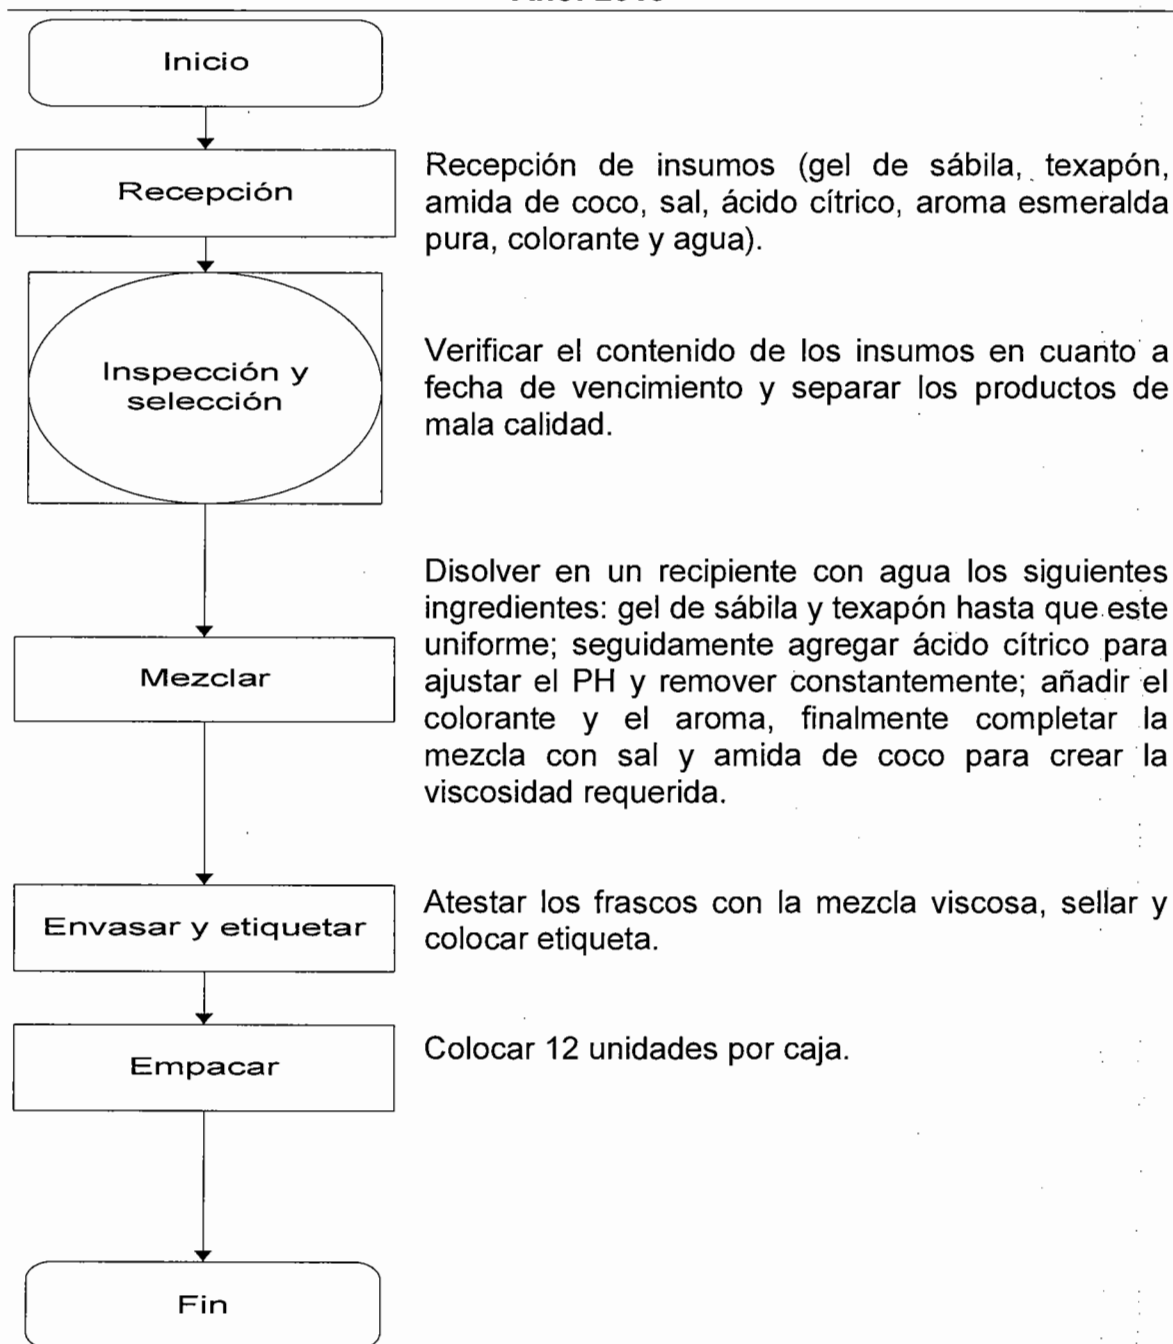 Inicio
Recepción
Recepción de insumos (gel de sábila, texapón,
amida de coco, sal, ácido cítrico, aroma esmeralda
pura, colorante y agua).
Inspección y
selección
Verificar el contenido de los insumos en cuanto a
fecha de vencimiento y separar los productos de
mala calidad.
Mezclar
Disolver en un recipiente con agua los siguientes
ingredientes: gel de sábila y texapón hasta que este
uniforme; seguidamente agregar ácido cítrico para
ajustar el PH y remover constantemente; añadir el
colorante y el aroma, finalmente completar la
mezcla con sal y amida de coco para crear la
viscosidad requerida.
Envasar y etiquetar
Atestar los frascos con la mezcla viscosa, sellar y
colocar etiqueta.
Empacar
Colocar 12 unidades por caja.
Fin